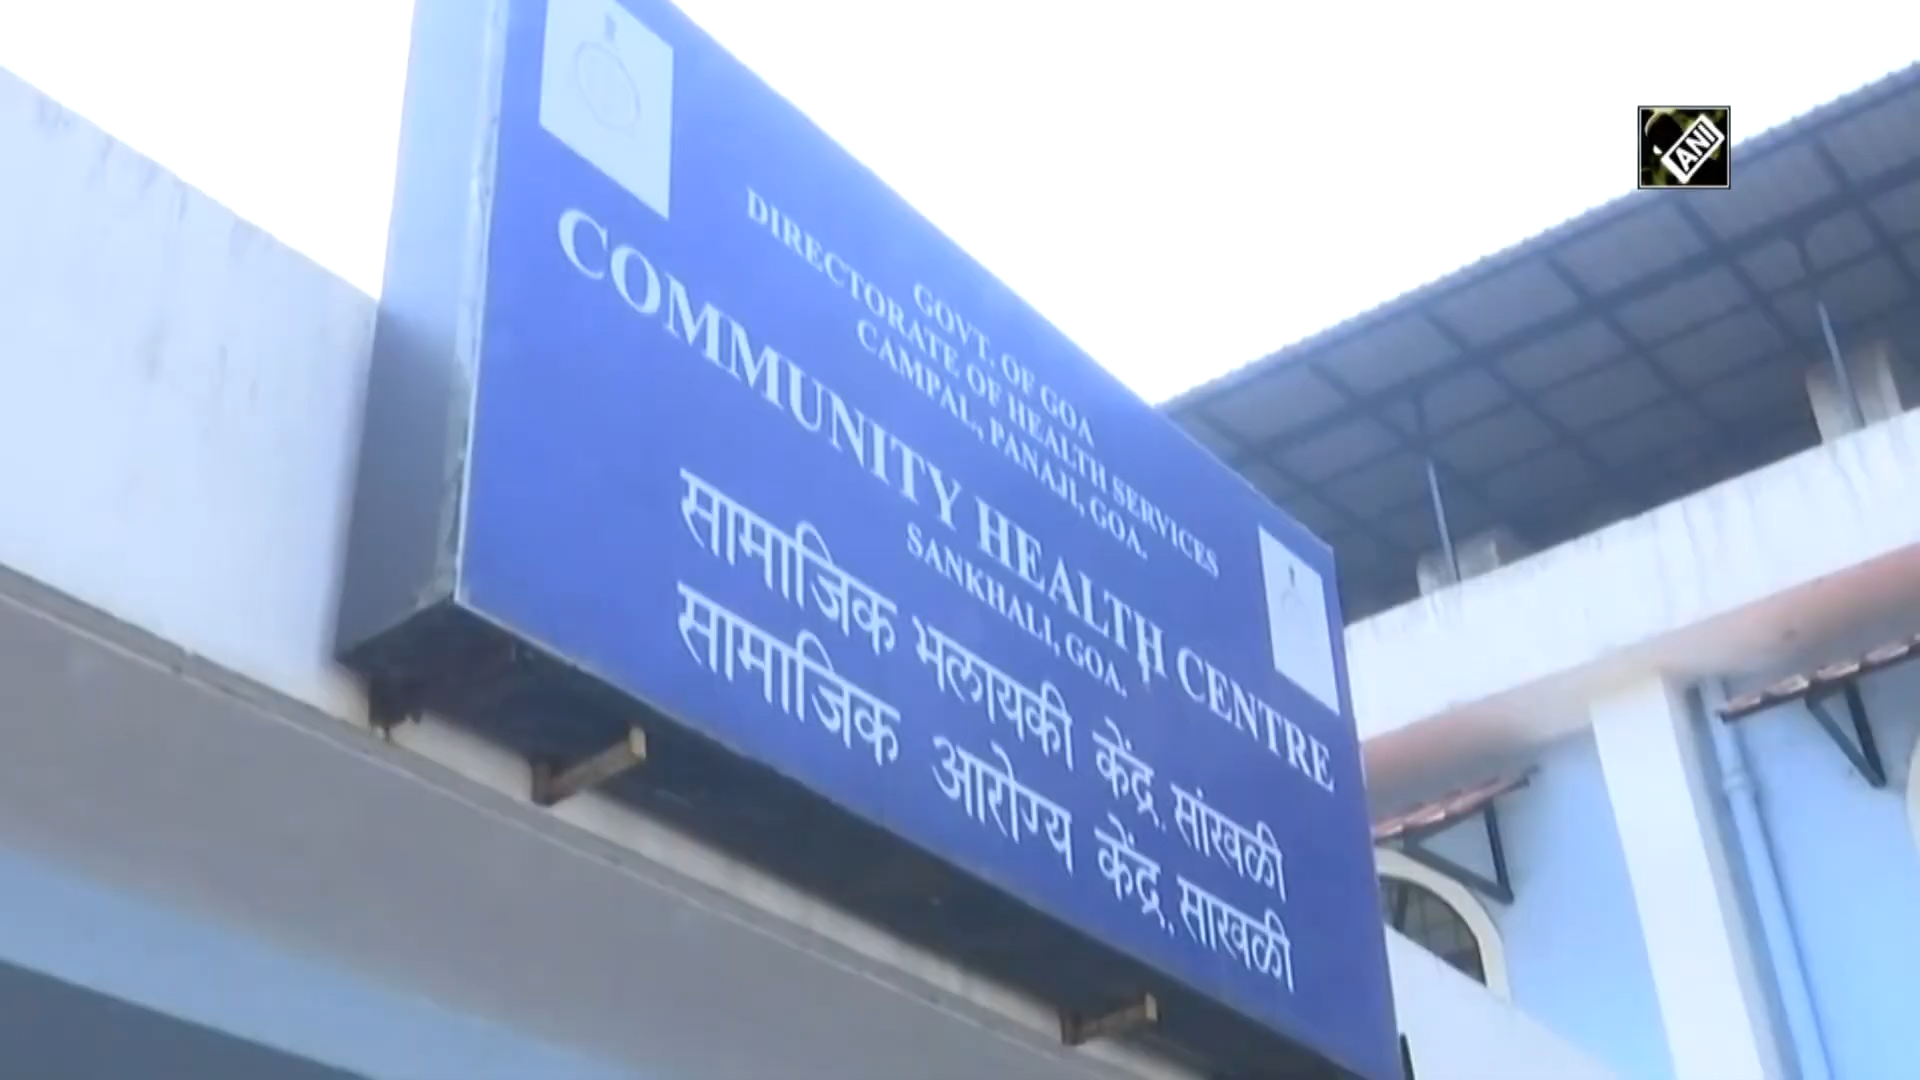 GOVT. OF GOA
DIRECTORATE OF HEALTH SERVICES
CAMPAL, PANAJI, GOA.
COMMUNITY HEALTH CENTRE
SANKHALI, GOA.
सामाजिक भलायकी केंद्र, सांखळी
सामाजिक आरोग्य केंद्र, साखळी
ANI